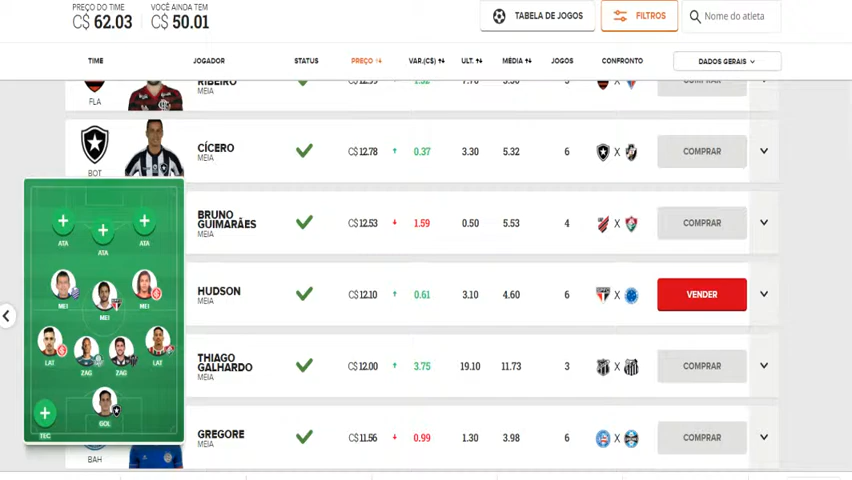 PREÇO DO TIME VOCÊ AINDA TEM
C$ 62.03 C$ 50.01
TABELA DE JOGOS FILTROS Nome do atleta
TIME JOGADOR STATUS PREÇO VAR.(C$) ULT. MÉDIA JOGOS CONFRONTO DADOS GERAIS
RIBEIRO
MEIA
FLA
CÍCERO
MEIA
C$ 12.78 0.37 3.30 5.32 6 X COMPRAR
BOT
BRUNO
GUIMARÃES
MEIA
C$ 12.53 1.59 0.50 5.53 4 X COMPRAR
HUDSON
MEIA
C$ 12.10 0.61 3.10 4.60 6 X VENDER
THIAGO
GALHARDO
MEIA
C$ 12.00 3.75 19.10 11.73 3 X COMPRAR
GREGORE
MEIA
C$ 11.56 0.99 1.30 3.98 6 X COMPRAR
BAH
ATA ATA
ATA
MEI MEI
MEI
LAT LAT
ZAG ZAG
GOL
TEC